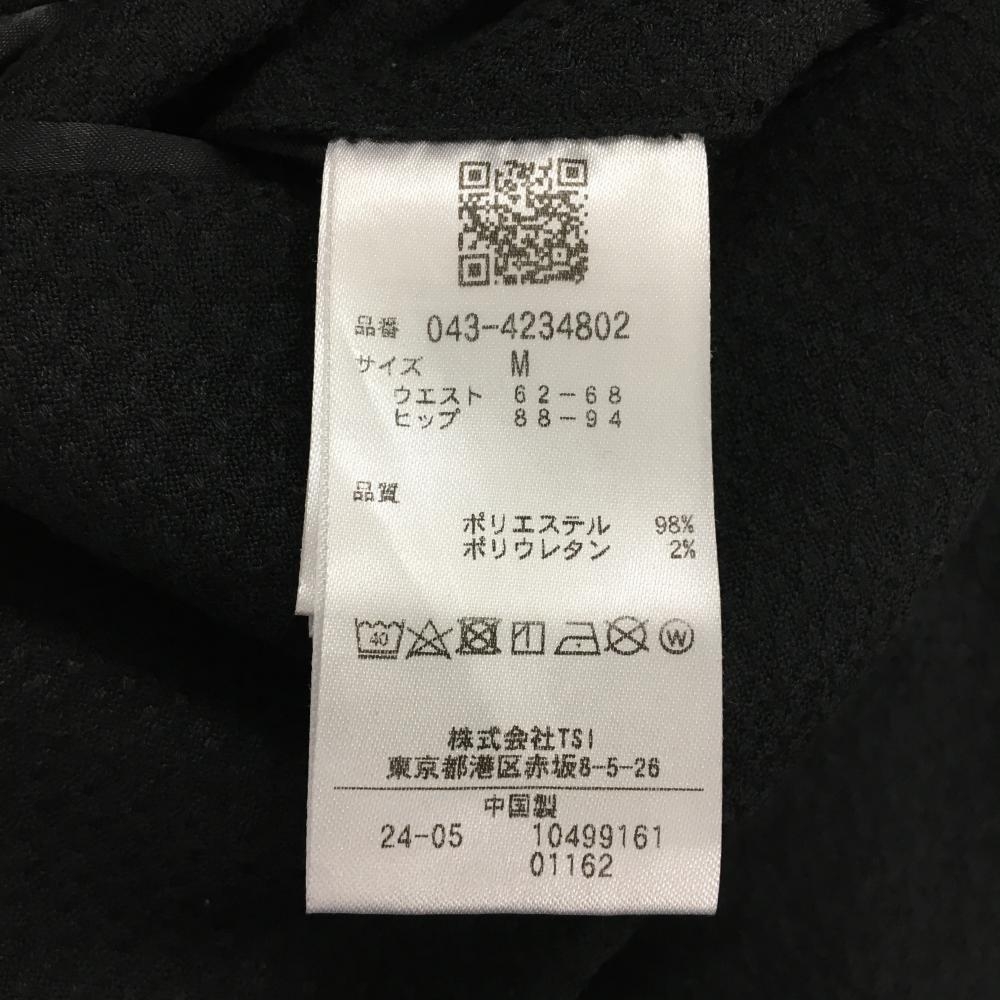 品番 043-4234802
サイズ M
ウエスト 62-68
ヒップ 88-94
品質
ポリエステル 98%
ポリウレタン 2%
40 W
株式会社TSI
東京都港区赤坂8-5-26
中国製
24-05 10499161
01162